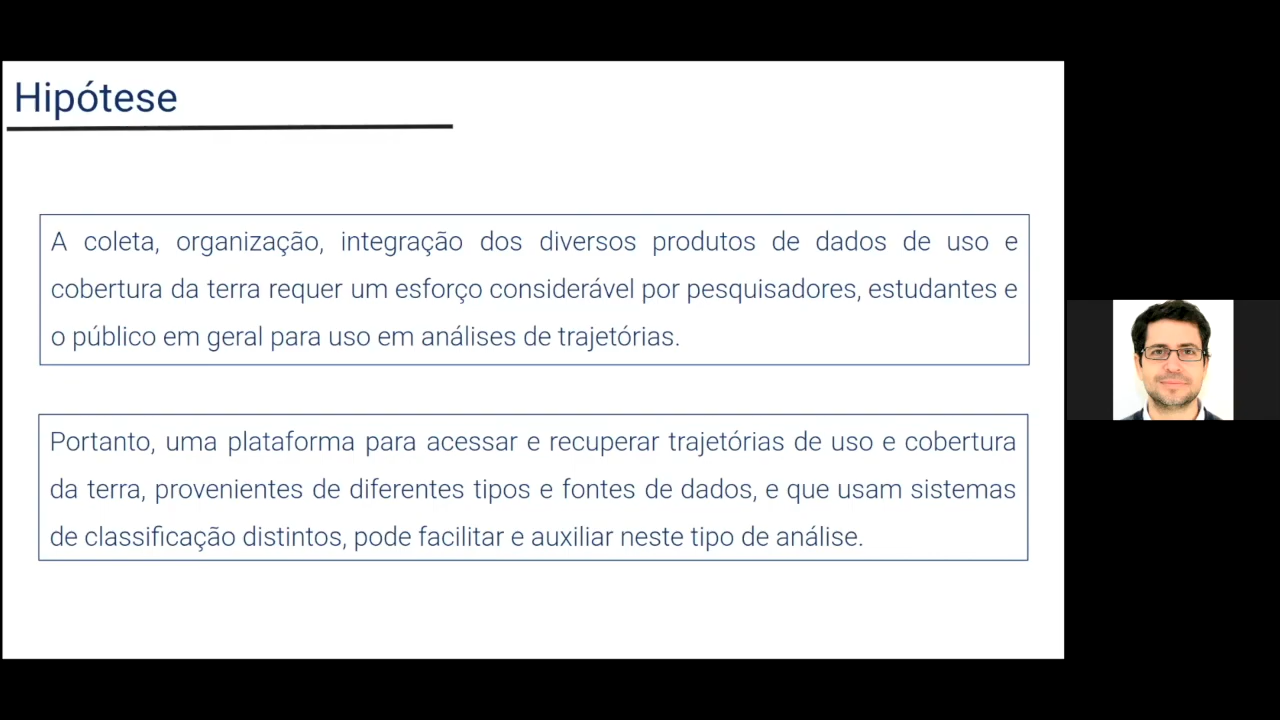 Hipótese
A coleta, organização, integração dos diversos produtos de dados de uso e
cobertura da terra requer um esforço considerável por pesquisadores, estudantes e
o público em geral para uso em análises de trajetórias.
Portanto, uma plataforma para acessar e recuperar trajetórias de uso e cobertura
da terra, provenientes de diferentes tipos e fontes de dados, e que usam sistemas
de classificação distintos, pode facilitar e auxiliar neste tipo de análise.